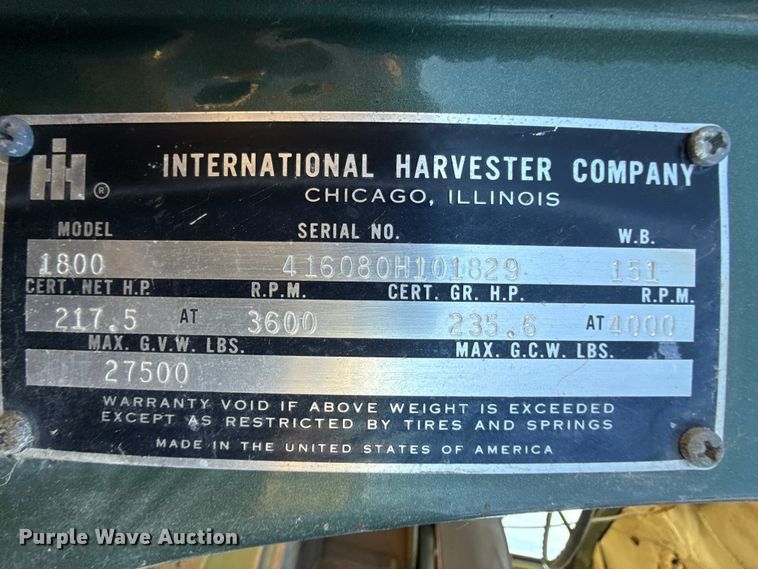 IH ®
INTERNATIONAL HARVESTER COMPANY
CHICAGO, ILLINOIS
MODEL SERIAL NO. W.B.
1800 416080H101829 151
CERT. NET H.P. R.P.M. CERT. GR. H.P. R.P.M.
217.5 AT 3600 235.6 AT 4000
MAX. G.V.W. LBS. MAX. G.C.W. LBS.
27500
WARRANTY VOID IF ABOVE WEIGHT IS EXCEEDED
EXCEPT AS RESTRICTED BY TIRES AND SPRINGS
MADE IN THE UNITED STATES OF AMERICA
Purple Wave Auction